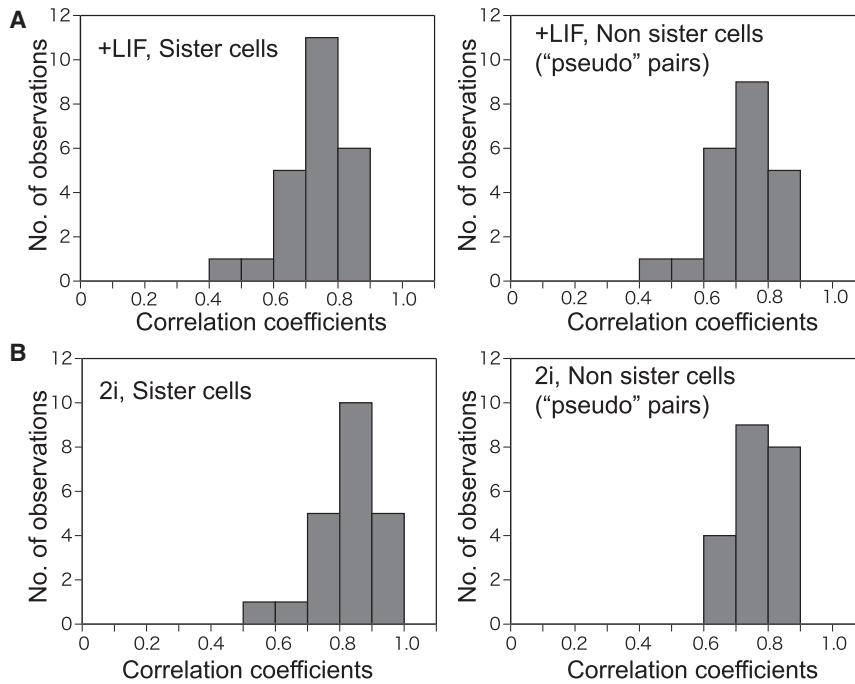 A
+LIF, Sister cells
No. of observations
12
10
8
6
4
2
0
0 0.2 0.4 0.6 0.8 1.0
Correlation coefficients
+LIF, Non sister cells
(“pseudo” pairs)
No. of observations
12
10
8
6
4
2
0
0 0.2 0.4 0.6 0.8 1.0
Correlation coefficients
B
2i, Sister cells
No. of observations
12
10
8
6
4
2
0
0 0.2 0.4 0.6 0.8 1.0
Correlation coefficients
2i, Non sister cells
(“pseudo” pairs)
No. of observations
12
10
8
6
4
2
0
0 0.2 0.4 0.6 0.8 1.0
Correlation coefficients